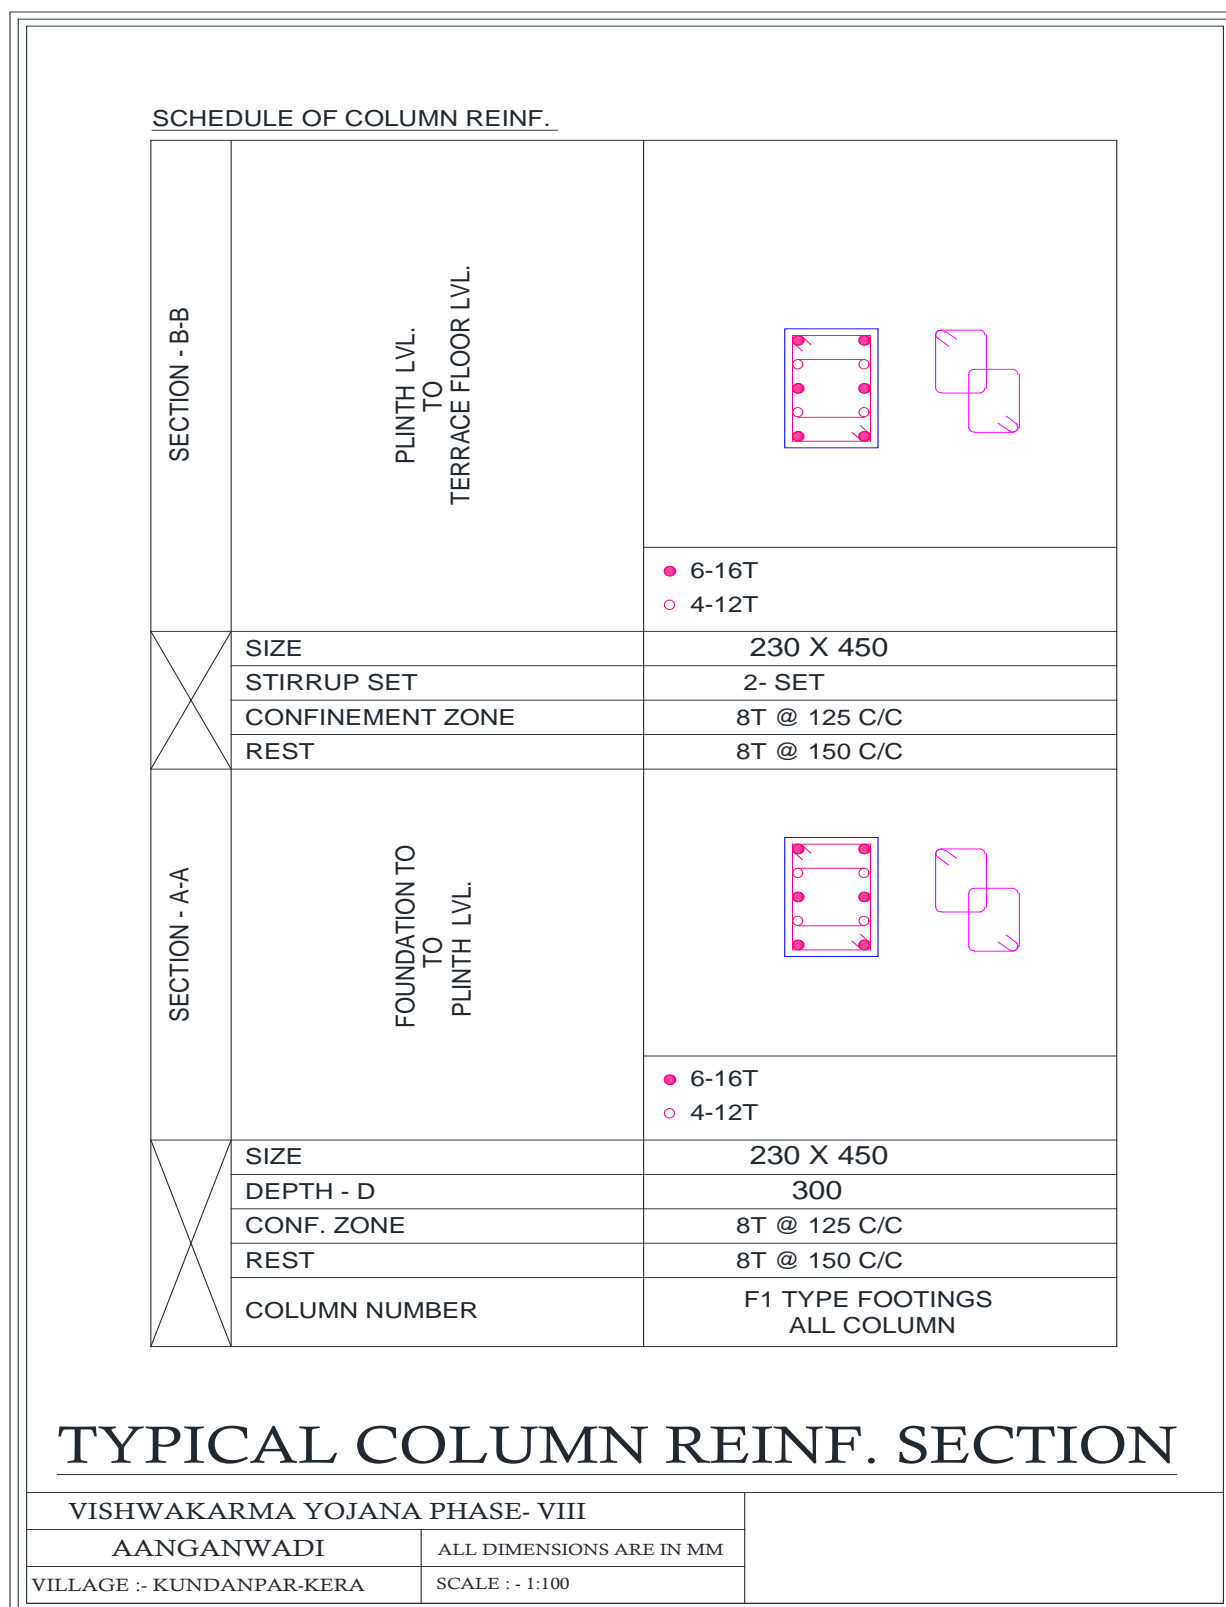 SCHEDULE OF COLUMN REINF.
SECTION - B-B
PLINTH LVL.
TO
TERRACE FLOOR LVL.
6-16T
4-12T
SIZE 230 X 450
STIRRUP SET 2- SET
CONFINEMENT ZONE 8T @ 125 C/C
REST 8T @ 150 C/C
SECTION - A-A
FOUNDATION TO
TO
PLINTH LVL.
6-16T
4-12T
SIZE 230 X 450
DEPTH - D 300
CONF. ZONE 8T @ 125 C/C
REST 8T @ 150 C/C
COLUMN NUMBER F1 TYPE FOOTINGS
ALL COLUMN
TYPICAL COLUMN REINF. SECTION
VISHWAKARMA YOJANA PHASE- VIII
AANGANWADI ALL DIMENSIONS ARE IN MM
VILLAGE :- KUNDANPAR-KERA SCALE : - 1:100